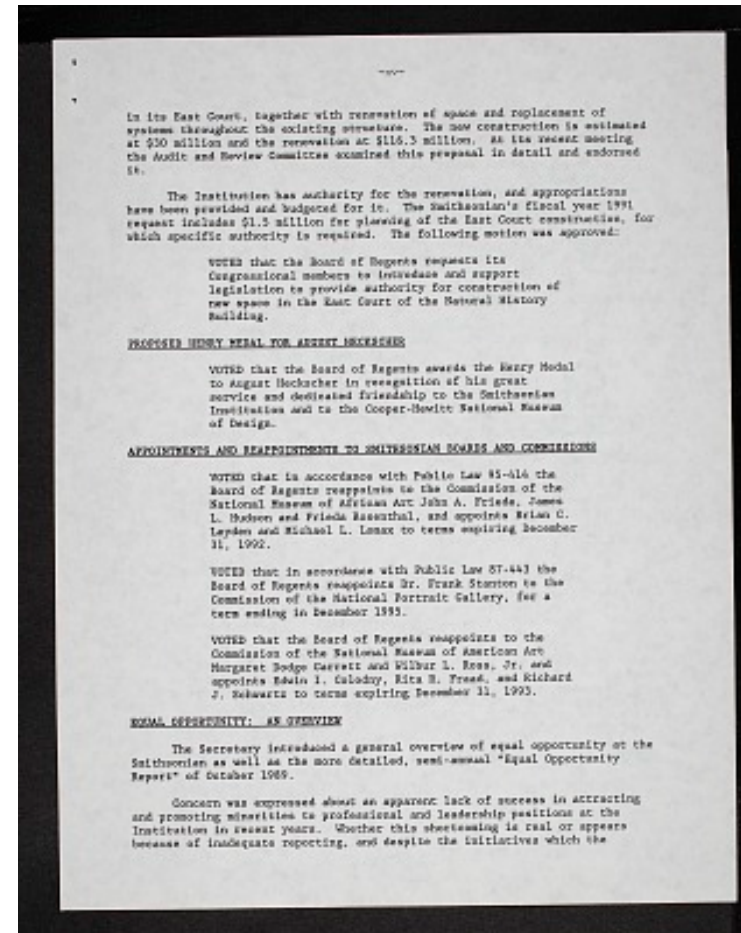 in its East Court, together with renovation of space and replacement of
systems throughout the existing structure. The new construction is estimated
at $30 million and the renovation at $116.5 million. At its recent meeting
the Audit and Review Committee examined this proposal in detail and endorsed
it.
The Institution has authority for the renovation, and appropriations
have been provided and budgeted for it. The Smithsonian's fiscal year 1991
request includes $1.5 million for planning of the East Court construction, for
which specific authority is required. The following motion was approved:
VOTED that the Board of Regents requests its
Congressional members to introduce and support
legislation to provide authority for construction of
new space in the East Court of the Natural History
Building.
PROPOSED HENRY MEDAL FOR AUGUST HECKSCHER
VOTED that the Board of Regents awards the Henry Medal
to August Heckscher in recognition of his great
service and dedicated friendship to the Smithsonian
Institution and to the Cooper-Hewitt National Museum
of Design.
APPOINTMENTS AND REAPPOINTMENTS TO SMITHSONIAN BOARDS AND COMMISSIONS
VOTED that in accordance with Public Law 95-414 the
Board of Regents reappoints to the Commission of the
National Museum of African Art John A. Friede, James
L. Hudson and Frieda Rosenthal, and appoints Brian C.
Leyden and Michael L. Lomax to terms expiring December
31, 1992.
VOTED that in accordance with Public Law 87-443 the
Board of Regents reappoints Dr. Frank Stanton to the
Commission of the National Portrait Gallery, for a
term ending in December 1993.
VOTED that the Board of Regents reappoints to the
Commission of the National Museum of American Art
Margaret Dodge Garrett and Wilbur L. Ross, Jr. and
appoints Edwin I. Colodny, Rita B. Fraad, and Richard
J. Schwartz to terms expiring December 31, 1993.
EQUAL OPPORTUNITY: AN OVERVIEW
The Secretary introduced a general overview of equal opportunity at the
Smithsonian as well as the more detailed, semi-annual "Equal Opportunity
Report" of October 1989.
Concern was expressed about an apparent lack of success in attracting
and promoting minorities to professional and leadership positions at the
Institution in recent years. Whether this shortcoming is real or appears
because of inadequate reporting, and despite the initiatives which the